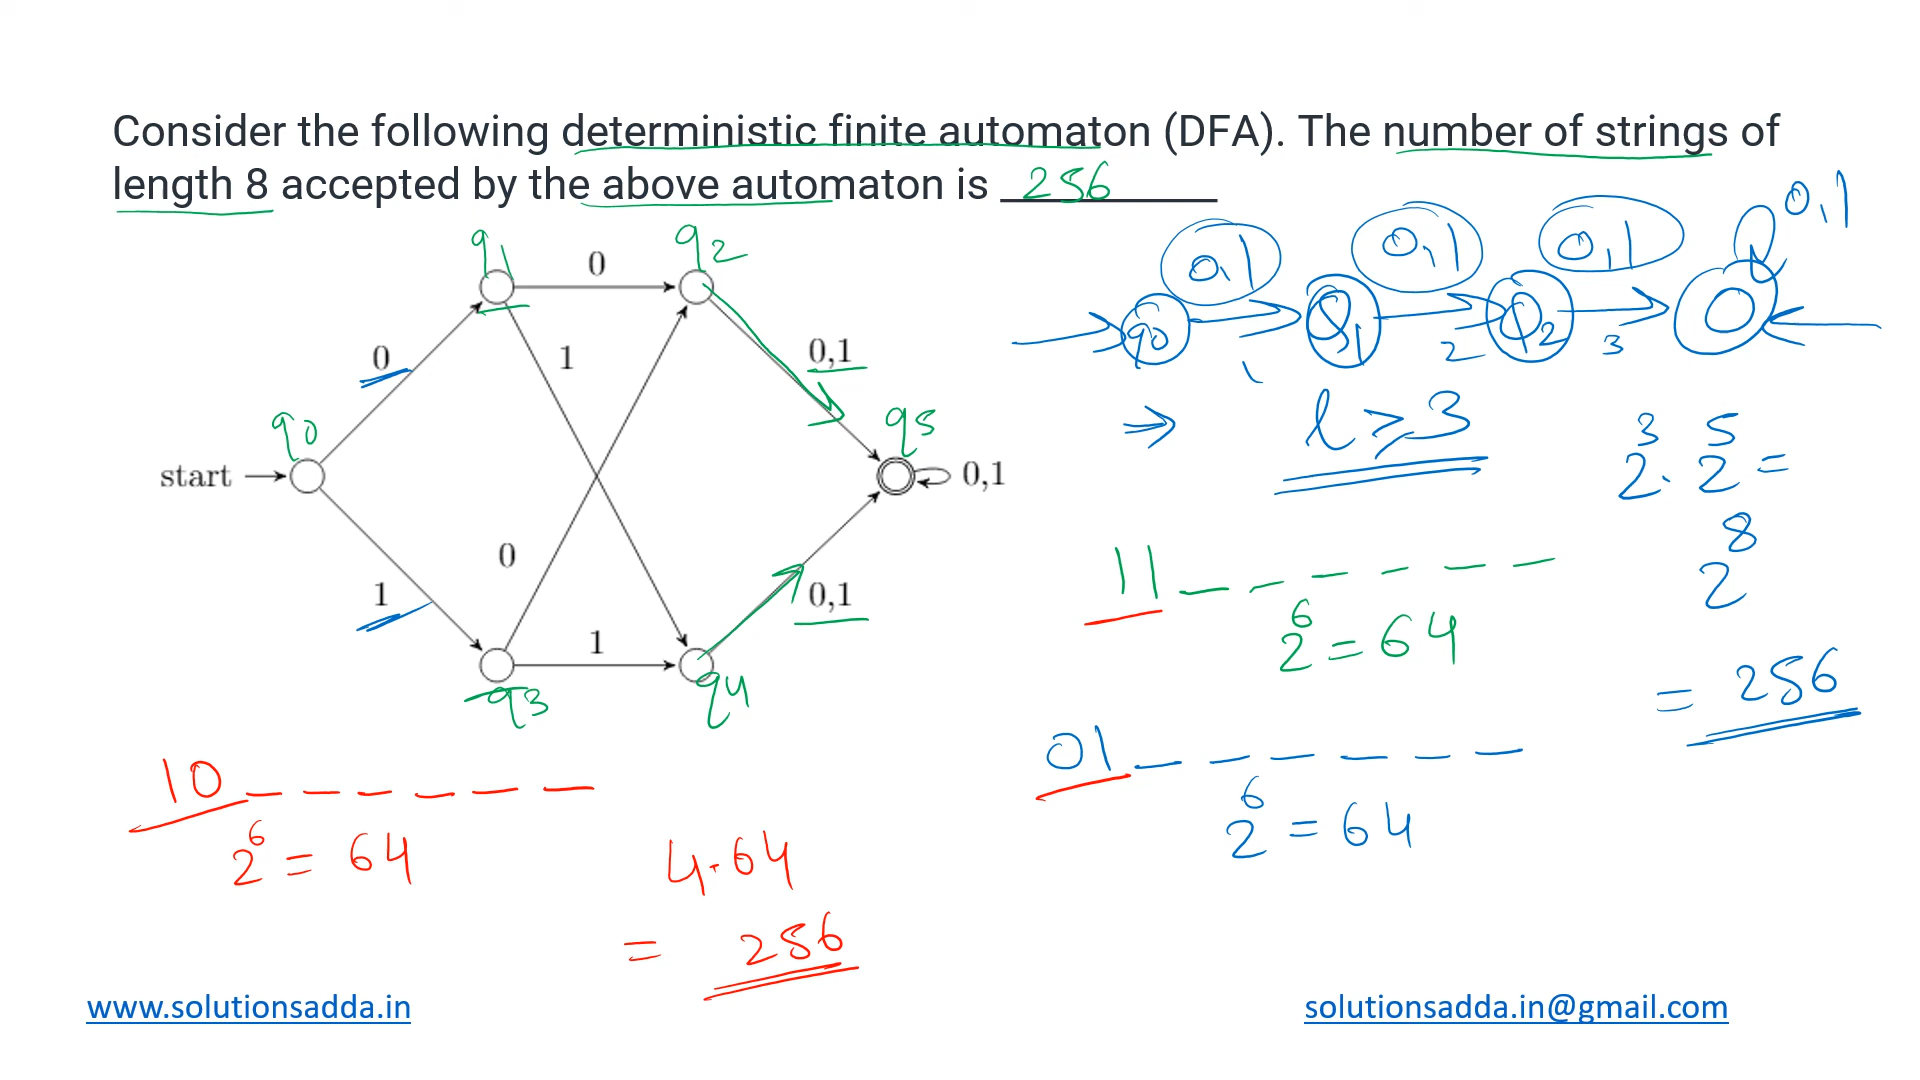 Consider the following deterministic finite automaton (DFA). The number of strings of
length 8 accepted by the above automaton is 256
q1
q2
0
0,1
0,1
0,1
0,1
q0
q1
q2
1
2
3
0
1
0,1
q0
q5
start
0,1
⇒ l ≥ 3
2^3 . 2^5 =
2^8
= 256
0
1
1
0,1
q3
q4
11 _ _ _ _ _ _
2^6 = 64
01 _ _ _ _ _ _
2^6 = 64
10 _ _ _ _ _ _
2^6 = 64
4.64
= 256
www.solutionsadda.in
solutionsadda.in@gmail.com